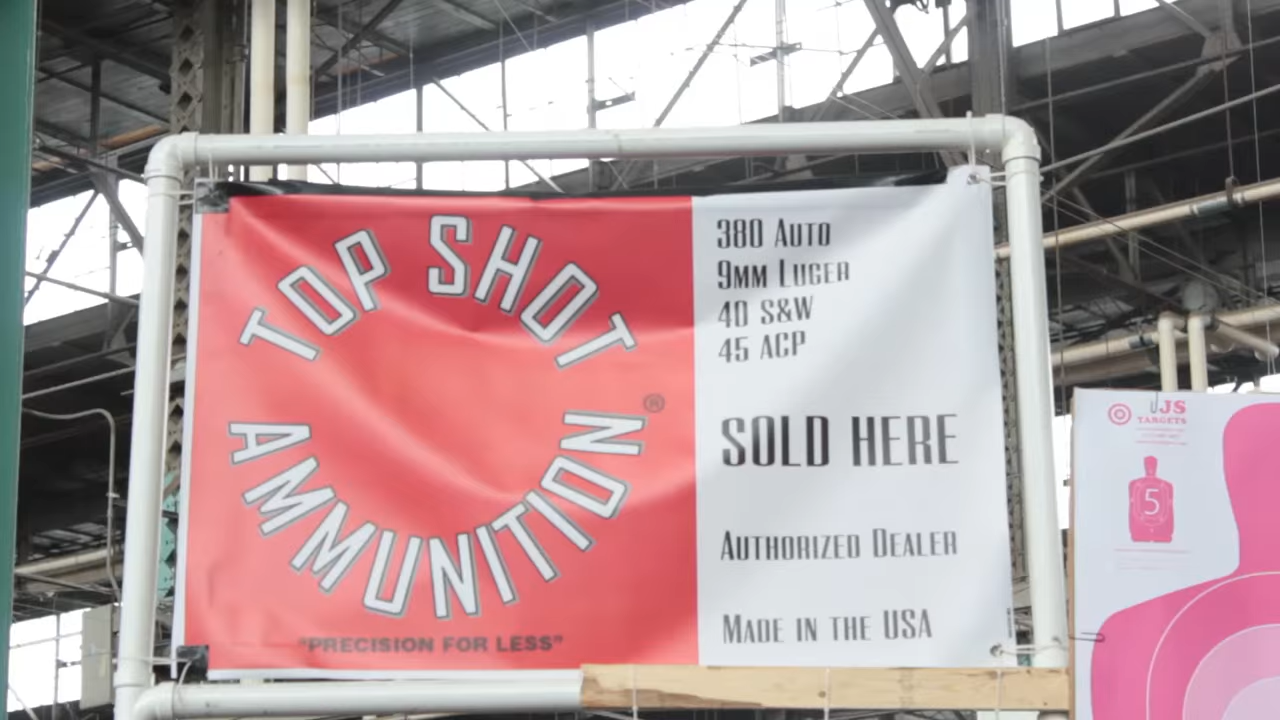 TOP SHOT
AMMUNITION
®
"PRECISION FOR LESS"
380 AUTO
9MM LUGER
40 S&W
45 ACP
SOLD HERE
AUTHORIZED DEALER
MADE IN THE USA
JS
TARGETS
5